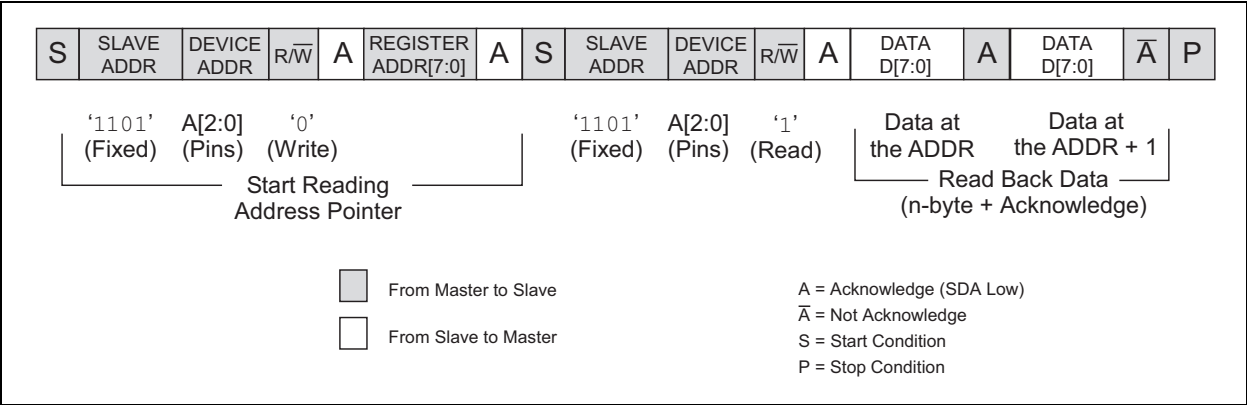 S SLAVE ADDR DEVICE ADDR R/W̅ A REGISTER ADDR[7:0] A S SLAVE ADDR DEVICE ADDR R/W̅ A DATA D[7:0] A DATA D[7:0] A̅ P
‘1101’ A[2:0] ‘0’ ‘1101’ A[2:0] ‘1’ Data at Data at
(Fixed) (Pins) (Write) (Fixed) (Pins) (Read) the ADDR the ADDR + 1
Start Reading Read Back Data
Address Pointer (n-byte + Acknowledge)
From Master to Slave
From Slave to Master
A = Acknowledge (SDA Low)
A̅ = Not Acknowledge
S = Start Condition
P = Stop Condition